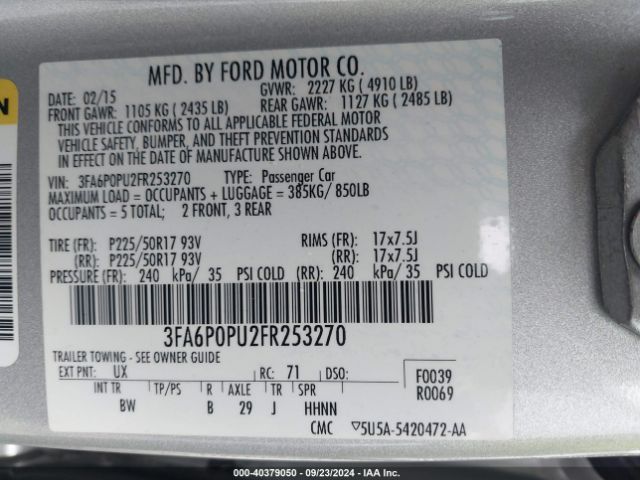 MFD. BY FORD MOTOR CO.
DATE: 02/15 GVWR: 2227 KG ( 4910 LB)
FRONT GAWR: 1105 KG ( 2435 LB) REAR GAWR: 1127 KG ( 2485 LB)
THIS VEHICLE CONFORMS TO ALL APPLICABLE FEDERAL MOTOR
VEHICLE SAFETY, BUMPER, AND THEFT PREVENTION STANDARDS
IN EFFECT ON THE DATE OF MANUFACTURE SHOWN ABOVE.
VIN: 3FA6P0PU2FR253270 TYPE: Passenger Car
MAXIMUM LOAD = OCCUPANTS + LUGGAGE = 385KG/ 850LB
OCCUPANTS = 5 TOTAL; 2 FRONT, 3 REAR
TIRE (FR): P225/50R17 93V RIMS (FR): 17x7.5J
(RR): P225/50R17 93V (RR): 17x7.5J
PRESSURE (FR): 240 kPa/ 35 PSI COLD (RR): 240 kPa/ 35 PSI COLD
3FA6P0PU2FR253270
TRAILER TOWING - SEE OWNER GUIDE
EXT PNT: UX RC: 71 DSO: F0039
INT TR TP/PS R AXLE TR SPR R0069
BW B 29 J HHNN
CMC ▽5U5A-5420472-AA
000-40379050 - 09/23/2024 - IAA Inc.